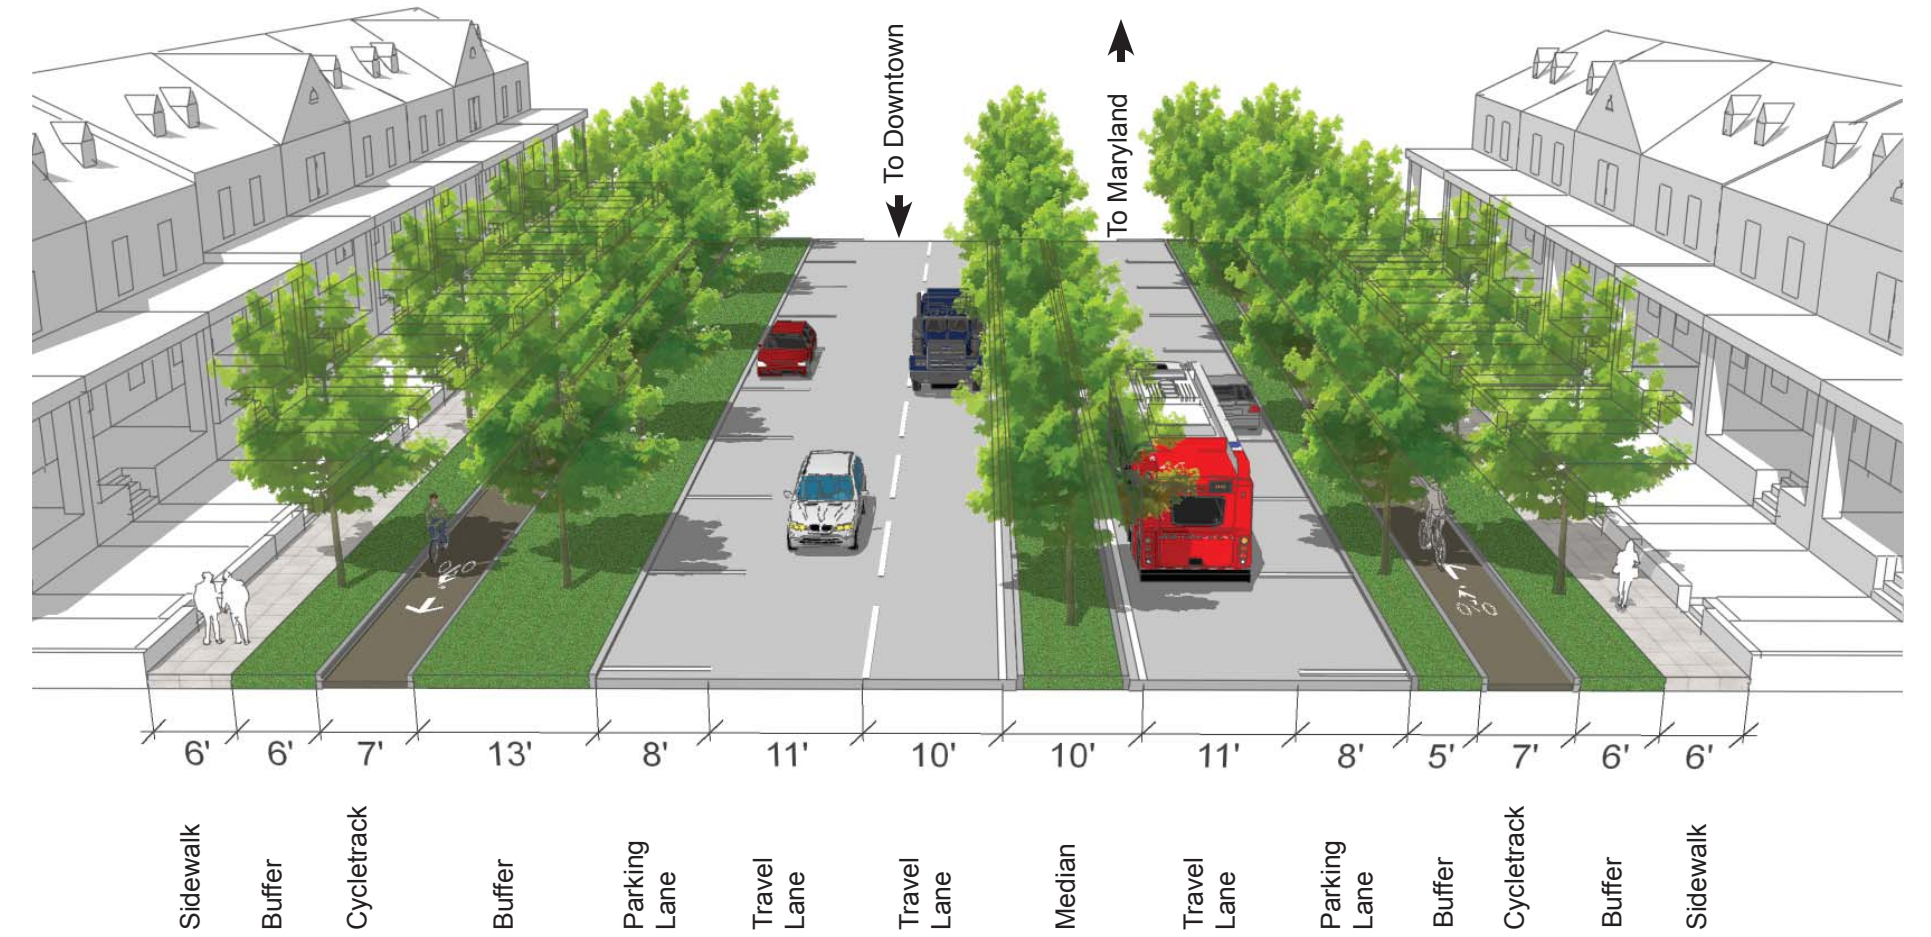 To Downtown
To Maryland
6'
6'
7'
13'
8'
11'
10'
10'
11'
8'
5'
7'
6'
6'
Sidewalk
Buffer
Cycletrack
Buffer
Parking
Lane
Travel
Lane
Travel
Lane
Median
Travel
Lane
Parking
Lane
Buffer
Cycletrack
Buffer
Sidewalk